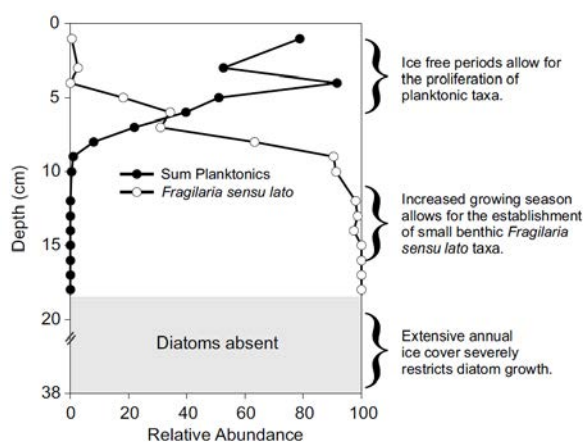 0
5
10
15
20
38
Depth (cm)
Sum Planktonics
Fragilaria sensu lato
Diatoms absent
0 20 40 60 80 100
Relative Abundance
Ice free periods allow for
the proliferation of
planktonic taxa.
Increased growing season
allows for the establishment
of small benthic Fragilaria
sensu lato taxa.
Extensive annual
ice cover severely
restricts diatom growth.